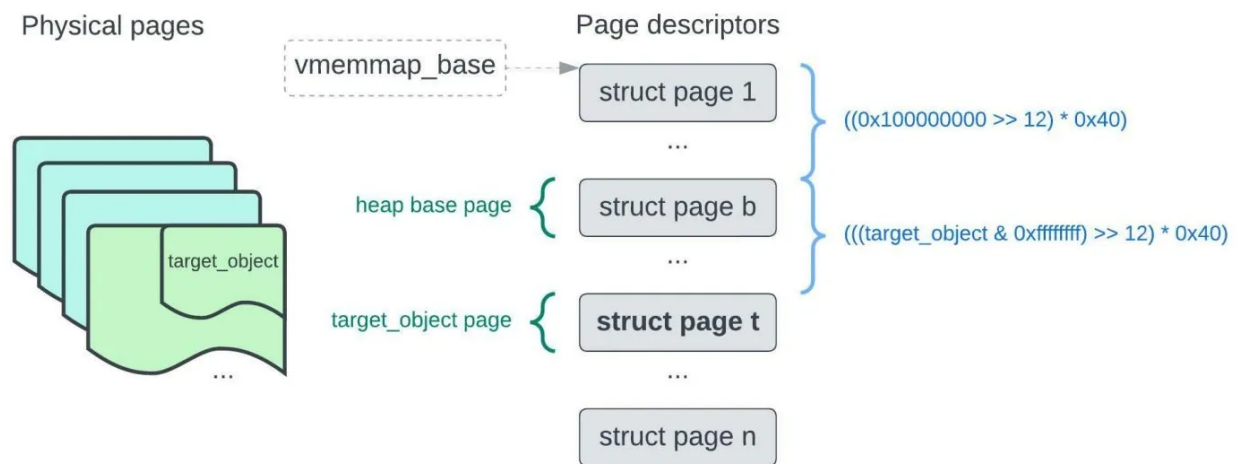 Physical pages
Page descriptors
vmemmap_base
struct page 1
((0x100000000 >> 12) * 0x40)
...
heap base page
struct page b
(((target_object & 0xffffffff) >> 12) * 0x40)
target_object
...
target_object page
struct page t
...
...
struct page n